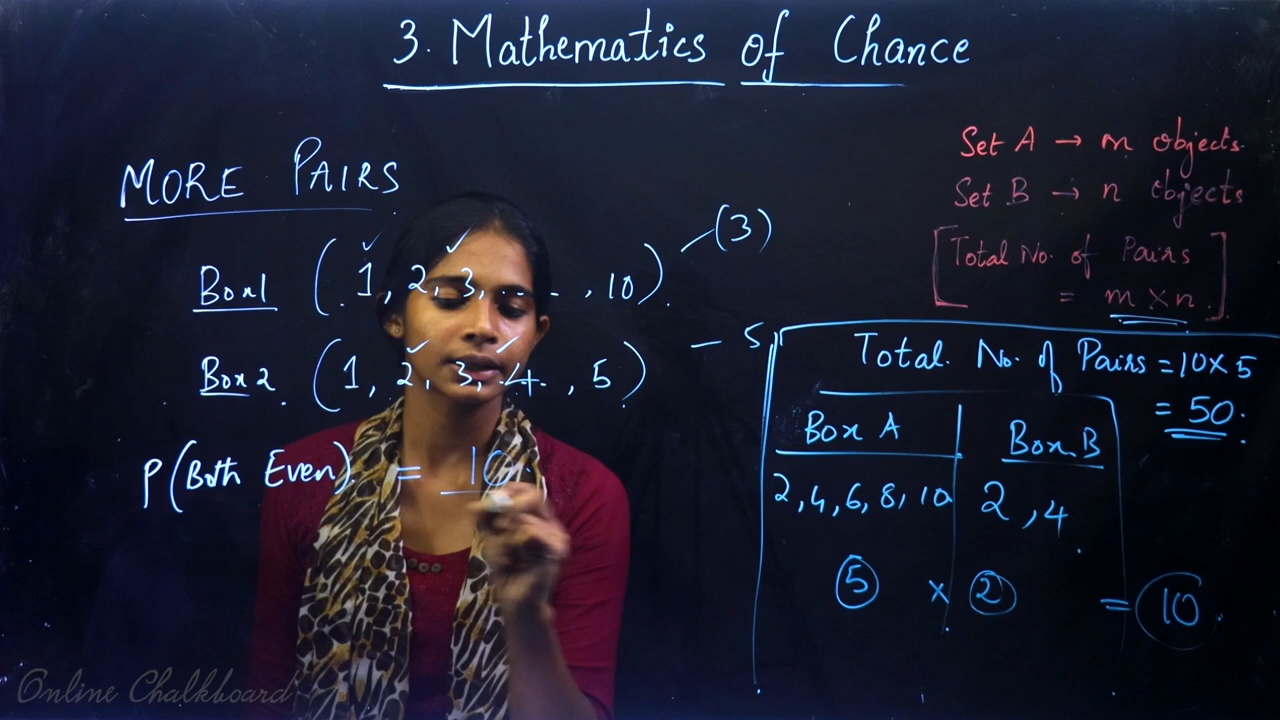 3. Mathematics of Chance
MORE PAIRS
Set A → m objects.
Set B → n objects
[Total No. of Pairs
= m × n.]
Box1 (1, 2, 3, ...., 10) (3)
Box2 (1, 2, 3, 4, 5) – 5
P(Both Even) = 10
Total. No. of Pairs = 10 × 5
= 50.
Box A Box B
2, 4, 6, 8, 10 2, 4
5 × 2 = 10.
Online Chalkboard